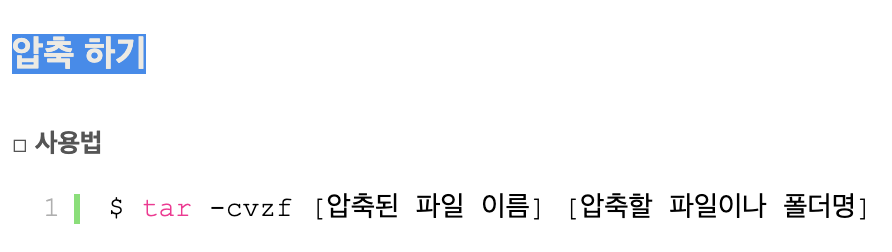 압축 하기
□ 사용법
1 $ tar -cvzf [압축된 파일 이름] [압축할 파일이나 폴더명]